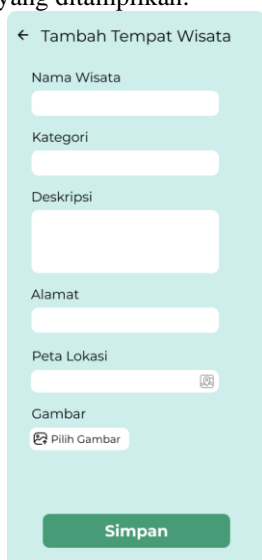 yang ditampilkan.
← Tambah Tempat Wisata
Nama Wisata
Kategori
Deskripsi
Alamat
Peta Lokasi
Gambar
Pilih Gambar
Simpan